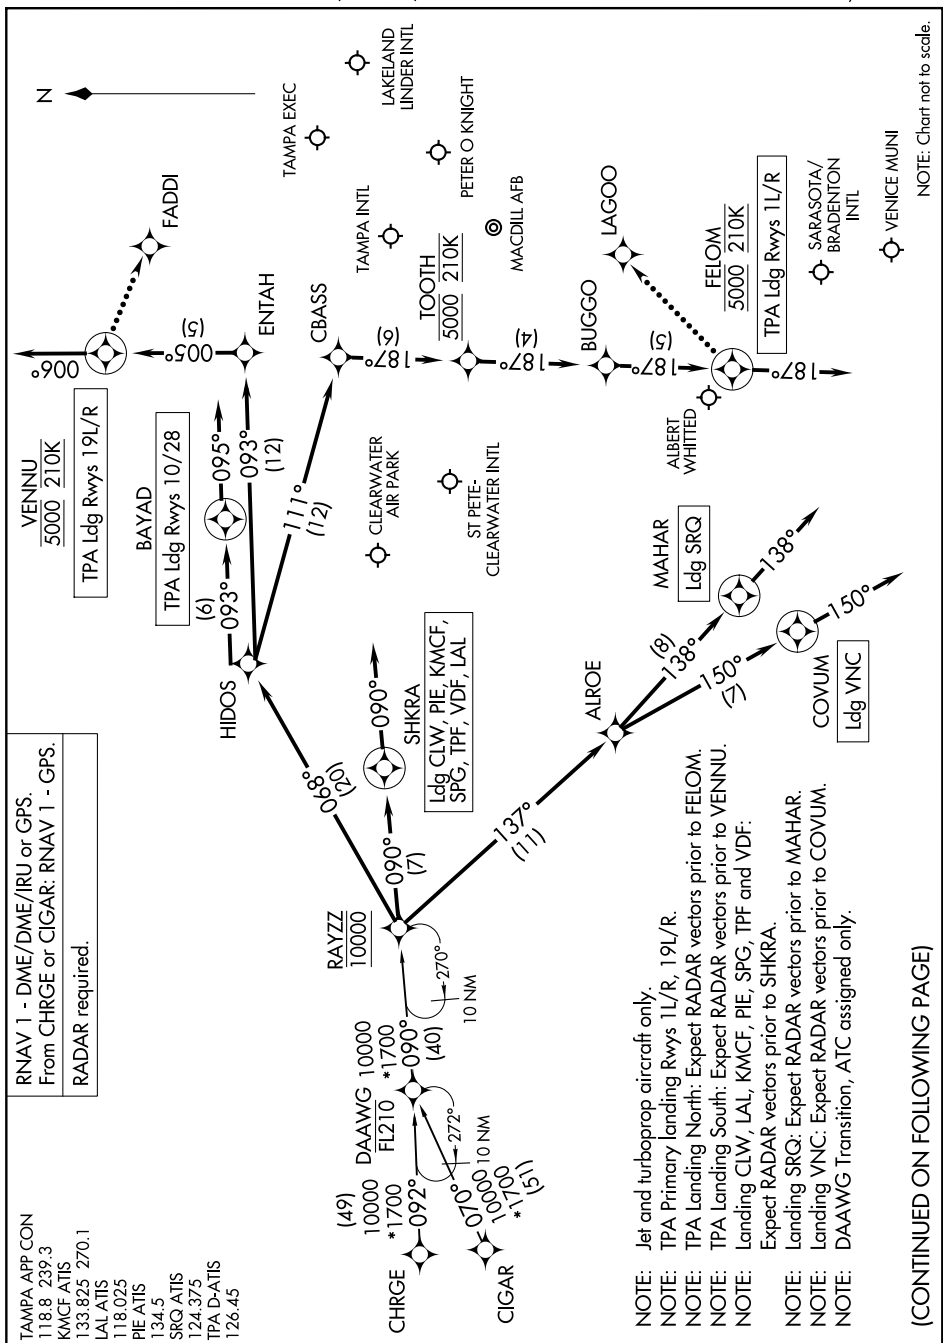 TAMPA APP CON
118.8 239.3
KMCF ATIS
133.825 270.1
LAL ATIS
118.025
PIE ATIS
134.5
SRQ ATIS
124.375
TPA D-ATIS
126.45
RNAV 1 - DME/DME/IRU or GPS.
From CHRGE or CIGAR: RNAV 1 - GPS.
RADAR required.
VENNU
5000 210K
TPA Ldg Rwys 19L/R
006°
FADDI
N
005°
(5)
BAYAD
TPA Ldg Rwys 10/28
(6)
093°
095°
093°
(12)
ENTAH
HIDOS
111°
(12)
CBASS
TAMPA EXEC
LAKELAND
LINDER INTL
TAMPA INTL
PETER O KNIGHT
MACDILL AFB
CLEARWATER
AIR PARK
ST PETE-
CLEARWATER INTL
187°
(6)
TOOTH
5000 210K
187°
(4)
BUGGO
187°
(5)
LAGOO
ALBERT
WHITTED
FELOM
5000 210K
TPA Ldg Rwys 1L/R
187°
SARASOTA/
BRADENTON
INTL
VENICE MUNI
068°
(20)
090°
SHKRA
Ldg CLW, PIE, KMCF,
SPG, TPF, VDF, LAL
090°
(7)
RAYZZ
10000
270°
10 NM
137°
(11)
ALROE
(8)
138°
MAHAR
Ldg SRQ
138°
150°
(7)
COVUM
Ldg VNC
150°
DAAWG
FL210
10000
*1700
090°
(40)
272°
10 NM
(49)
10000
*1700
092°
CHRGE
070°
10000
*1700
(51)
CIGAR
NOTE: Jet and turboprop aircraft only.
NOTE: TPA Primary landing Rwys 1L/R, 19L/R.
NOTE: TPA Landing North: Expect RADAR vectors prior to FELOM.
NOTE: TPA Landing South: Expect RADAR vectors prior to VENNU.
NOTE: Landing CLW, LAL, KMCF, PIE, SPG, TPF and VDF:
Expect RADAR vectors prior to SHKRA.
NOTE: Landing SRQ: Expect RADAR vectors prior to MAHAR.
NOTE: Landing VNC: Expect RADAR vectors prior to COVUM.
NOTE: DAAWG Transition, ATC assigned only.
NOTE: Chart not to scale.
(CONTINUED ON FOLLOWING PAGE)